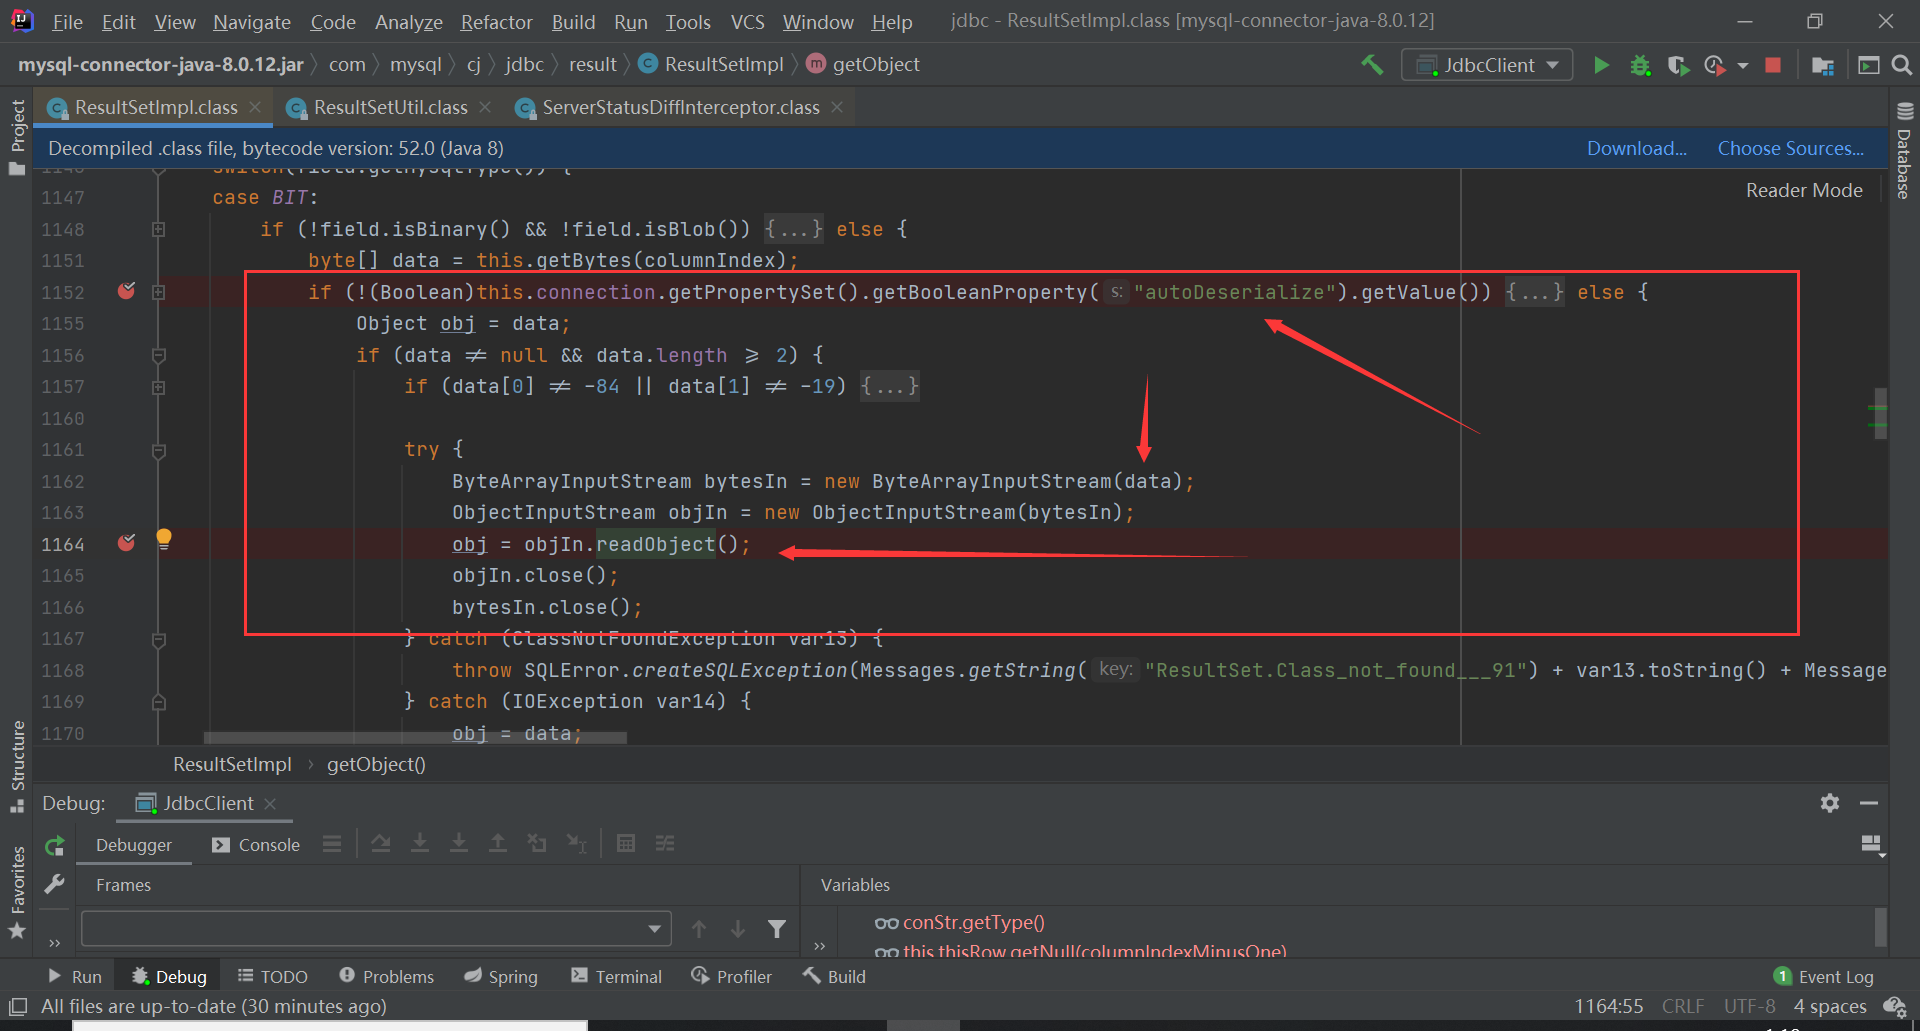 File Edit View Navigate Code Analyze Refactor Build Run Tools VCS Window Help jdbc - ResultSetImpl.class [mysql-connector-java-8.0.12]
mysql-connector-java-8.0.12.jar com mysql cj jdbc result ResultSetImpl getObject JdbcClient
Project
ResultSetImpl.class ResultSetUtil.class ServerStatusDiffInterceptor.class
Database
Decompiled .class file, bytecode version: 52.0 (Java 8) Download... Choose Sources...
Reader Mode
1146 switch(field.getMysqlType()) {
1147 case BIT:
1148 if (!field.isBinary() && !field.isBlob()) {...} else {
1151 byte[] data = this.getBytes(columnIndex);
1152 if (!(Boolean)this.connection.getPropertySet().getBooleanProperty( s: "autoDeserialize").getValue()) {...} else {
1155 Object obj = data;
1156 if (data ≠ null && data.length ⩾ 2) {
1157 if (data[0] ≠ -84 || data[1] ≠ -19) {...}
1160
1161 try {
1162 ByteArrayInputStream bytesIn = new ByteArrayInputStream(data);
1163 ObjectInputStream objIn = new ObjectInputStream(bytesIn);
1164 obj = objIn.readObject();
1165 objIn.close();
1166 bytesIn.close();
1167 } catch (ClassNotFoundException var13) {
1168 throw SQLError.createSQLException(Messages.getString( key: "ResultSet.Class_not_found___91") + var13.toString() + Message
1169 } catch (IOException var14) {
1170 obj = data;
Structure
ResultSetImpl getObject()
Debug: JdbcClient
Debugger Console
Favorites
Frames Variables
conStr.getType()
this.thisRow.getNull(columnIndexMinusOne)
Run Debug TODO Problems Spring Terminal Profiler Build 1 Event Log
All files are up-to-date (30 minutes ago) 1164:55 CRLF UTF-8 4 spaces